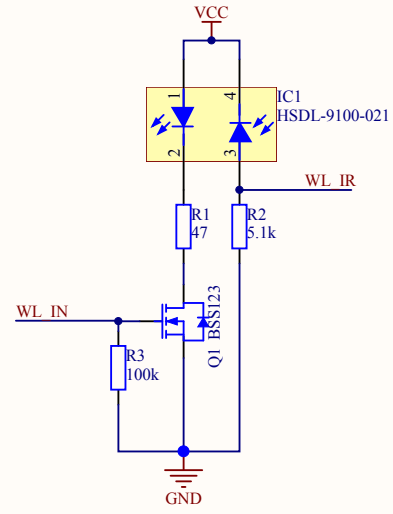 VCC
1
4
IC1
HSDL-9100-021
2
3
WL_IR
R1
47
R2
5.1k
WL_IN
Q1 BSS123
R3
100k
GND